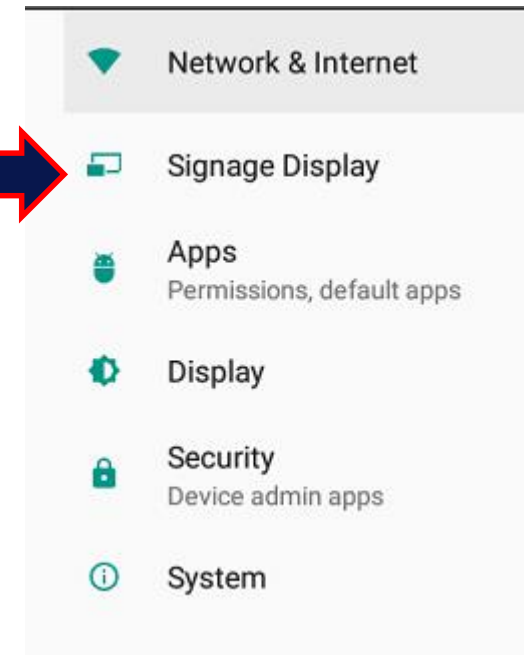 Network & Internet
Signage Display
Apps
Permissions, default apps
Display
Security
Device admin apps
System